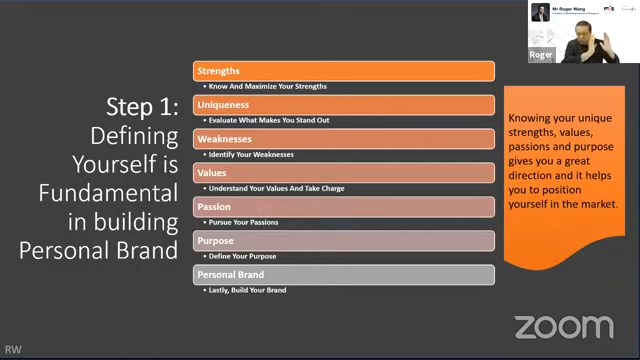 Mr Roger Wang
Roger
Step 1:
Defining
Yourself is
Fundamental
in building
Personal Brand
Strengths
• Know And Maximize Your Strengths
Uniqueness
• Evaluate What Makes You Stand Out
Weaknesses
• Identify Your Weaknesses
Values
• Understand Your Values And Take Charge
Passion
• Pursue Your Passions
Purpose
• Define Your Purpose
Personal Brand
• Lastly, Build Your Brand
Knowing your unique
strengths, values,
passions and purpose
gives you a great
direction and it helps
you to position
yourself in the market.
zoom
RW